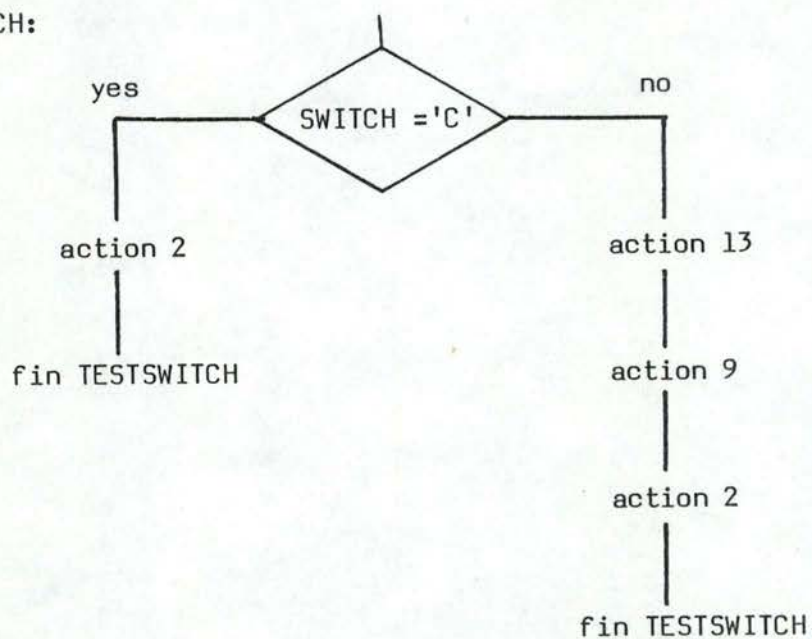 CH:
yes
no
SWITCH ='C'
action 2
action 13
fin TESTSWITCH
action 9
action 2
fin TESTSWITCH